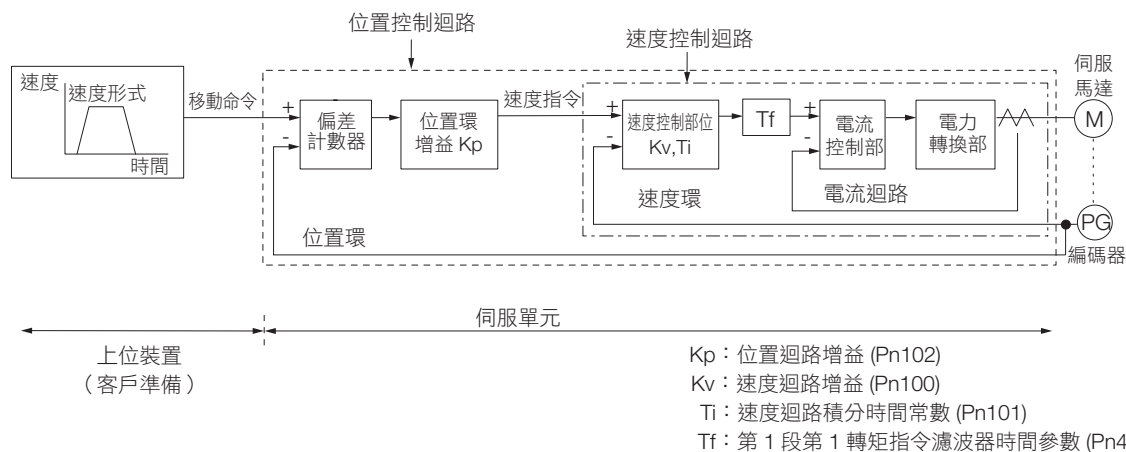 位置控制迴路
速度控制迴路
速度
速度形式
時間
移動命令
+
-
偏差
計數器
位置環
增益 Kp
速度指令
+
-
速度控制部位
Kv,Ti
Tf
+
-
電流
控制部
電力
轉換部
伺服
馬達
M
速度環
電流迴路
位置環
PG
編碼器
伺服單元
上位裝置
（客戶準備）
Kp：位置迴路增益 (Pn102)
Kv：速度迴路增益 (Pn100)
Ti：速度迴路積分時間常數 (Pn101)
Tf：第 1 段第 1 轉矩指令濾波器時間參數 (Pn4